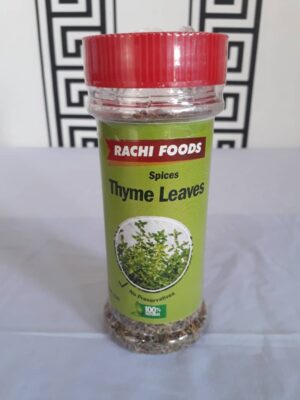 RACHI FOODS
Spices
Thyme Leaves
No Preservatives
100%